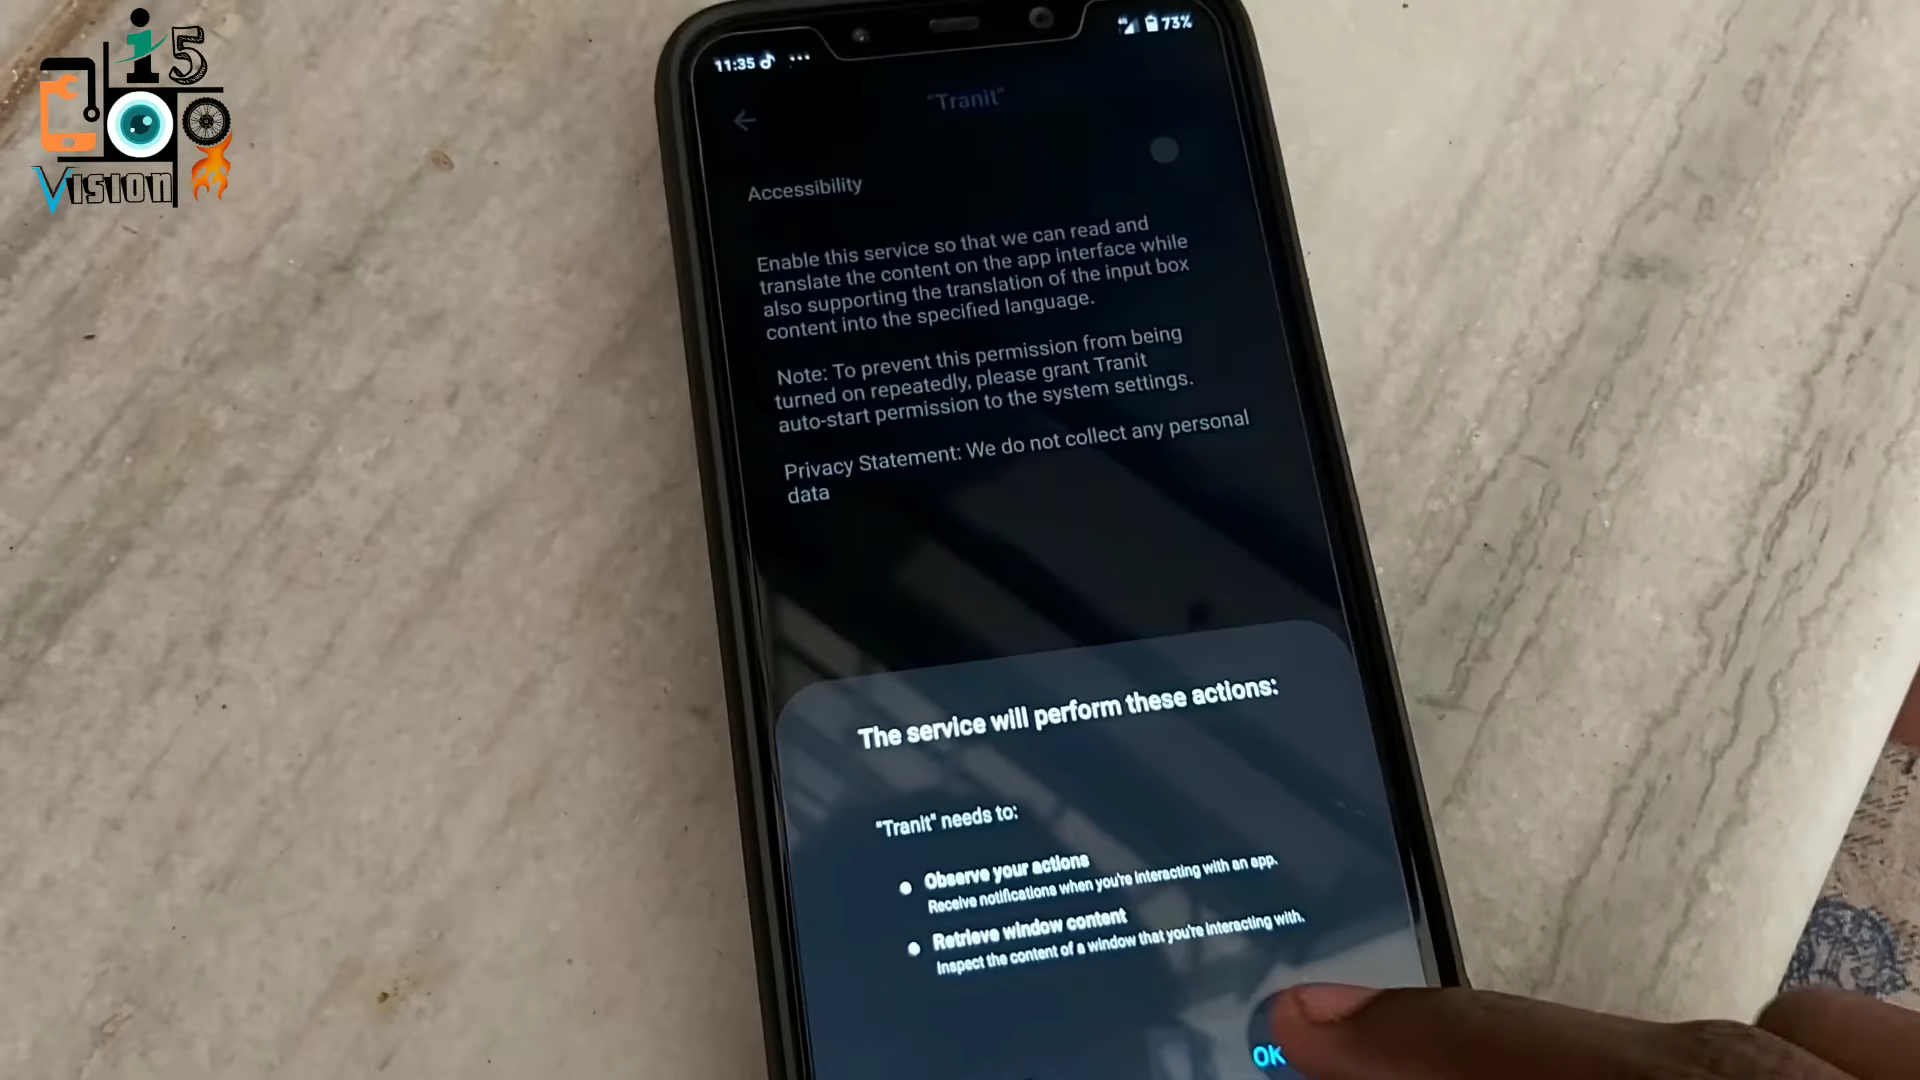 i5
Vision
11:35
4G
73%
"Tranit"
Accessibility
Enable this service so that we can read and
translate the content on the app interface while
also supporting the translation of the input box
content into the specified language.
Note: To prevent this permission from being
turned on repeatedly, please grant Tranit
auto-start permission to the system settings.
Privacy Statement: We do not collect any personal
data
The service will perform these actions:
"Tranit" needs to:
Observe your actions
Receive notifications when you're interacting with an app.
Retrieve window content
Inspect the content of a window that you're interacting with.
OK